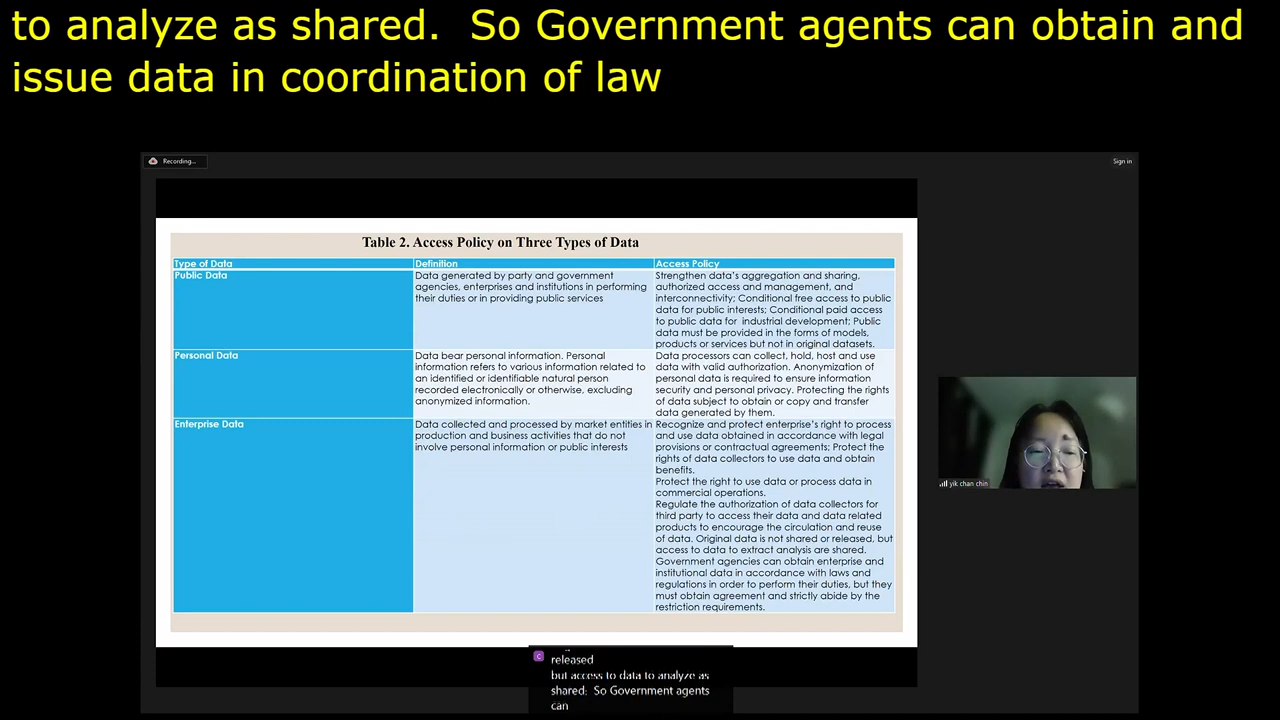 to analyze as shared.  So Government agents can obtain and
issue data in coordination of law
Recording...
Sign in
Table 2. Access Policy on Three Types of Data
Type of Data
Definition
Access Policy
Public Data
Data generated by party and government
agencies, enterprises and institutions in performing
their duties or in providing public services
Strengthen data's aggregation and sharing,
authorized access and management, and
interconnectivity; Conditional free access to public
data for public interests; Conditional paid access
to public data for  industrial development; Public
data must be provided in the forms of models,
products or services but not in original datasets.
Personal Data
Data bear personal information. Personal
information refers to various information related to
an identified or identifiable natural person
recorded electronically or otherwise, excluding
anonymized information.
Data processors can collect, hold, host and use
data with valid authorization. Anonymization of
personal data is required to ensure information
security and personal privacy. Protecting the rights
of data subject to obtain or copy and transfer
data generated by them.
Enterprise Data
Data collected and processed by market entities in
production and business activities that do not
involve personal information or public interests
Recognize and protect enterprise's right to process
and use data obtained in accordance with legal
provisions or contractual agreements; Protect the
rights of data collectors to use data and obtain
benefits.
Protect the right to use data or process data in
commercial operations.
Regulate the authorization of data collectors for
third party to access their data and data related
products to encourage the circulation and reuse
of data. Original data is not shared or released, but
access to data to extract analysis are shared.
Government agencies can obtain enterprise and
institutional data in accordance with laws and
regulations in order to perform their duties, but they
must obtain agreement and strictly abide by the
restriction requirements.
yik chan chin
C
released
but access to data to analyze as
shared.  So Government agents
can